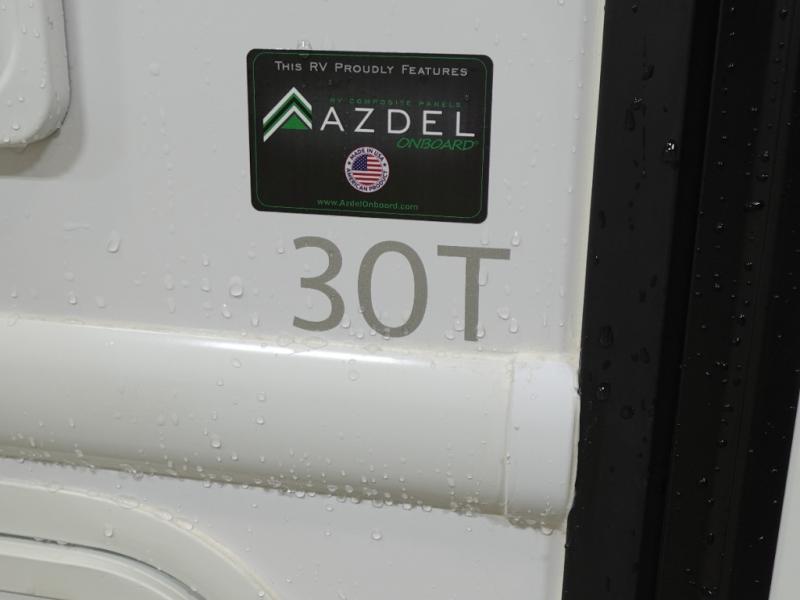 This RV Proudly Features
RV COMPOSITE PANELS
AZDEL
ONBOARD®
MADE IN USA
AMERICAN PRODUCT
www.AzdelOnboard.com
30T